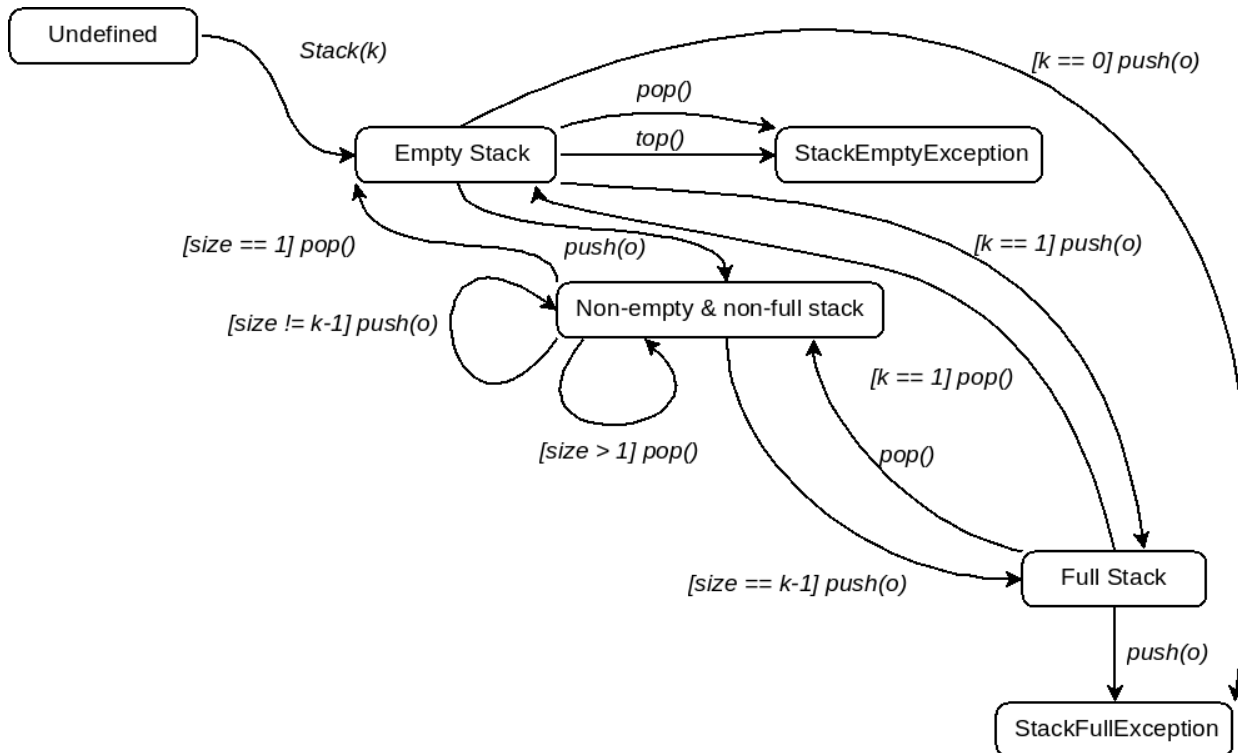 Undefined
Stack(k)
[k == 0] push(o)
pop()
top()
Empty Stack
StackEmptyException
[size == 1] pop()
push(o)
[k == 1] push(o)
Non-empty & non-full stack
[size != k-1] push(o)
[k == 1] pop()
[size > 1] pop()
pop()
[size == k-1] push(o)
Full Stack
push(o)
StackFullException